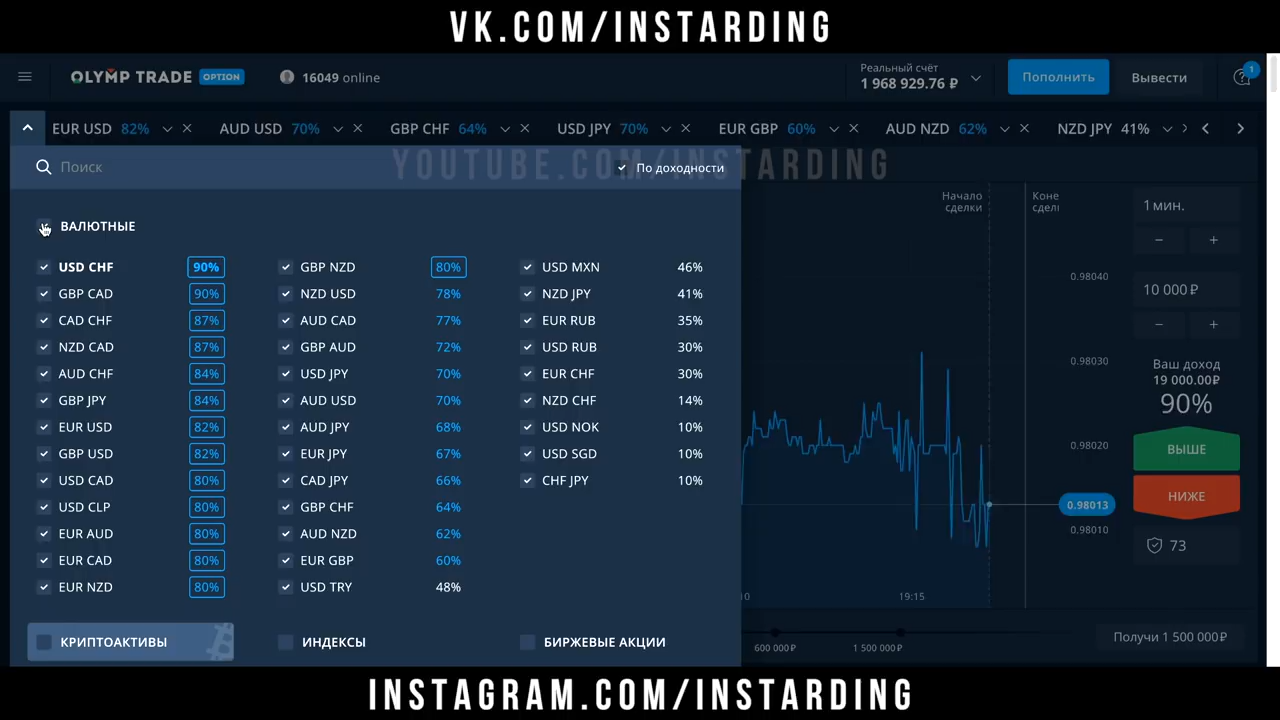 VK.COM/INSTARDING
OLYMP TRADE OPTION 16049 online
Реальный счёт
1 968 929.76 ₽
Пополнить Вывести 1
EUR USD 82% AUD USD 70% GBP CHF 64% USD JPY 70% EUR GBP 60% AUD NZD 62% NZD JPY 41%
Поиск По доходности
YOUTUBE.COM/INSTARDING
ВАЛЮТНЫЕ
USD CHF 90% GBP NZD 80% USD MXN 46%
GBP CAD 90% NZD USD 78% NZD JPY 41%
CAD CHF 87% AUD CAD 77% EUR RUB 35%
NZD CAD 87% GBP AUD 72% USD RUB 30%
AUD CHF 84% USD JPY 70% EUR CHF 30%
GBP JPY 84% AUD USD 70% NZD CHF 14%
EUR USD 82% AUD JPY 68% USD NOK 10%
GBP USD 82% EUR JPY 67% USD SGD 10%
USD CAD 80% CAD JPY 66% CHF JPY 10%
USD CLP 80% GBP CHF 64%
EUR AUD 80% AUD NZD 62%
EUR CAD 80% EUR GBP 60%
EUR NZD 80% USD TRY 48%
КРИПТОАКТИВЫ ИНДЕКСЫ БИРЖЕВЫЕ АКЦИИ
Начало
сделки
Коне
сдел
0.98040
0.98030
0.98020
0.98013
0.98010
10 19:15
600 000 ₽ 1 500 000 ₽
1 мин.
− +
10 000 ₽
− +
Ваш доход
19 000.00₽
90%
ВЫШЕ
НИЖЕ
73
Получи 1 500 000₽
INSTAGRAM.COM/INSTARDING